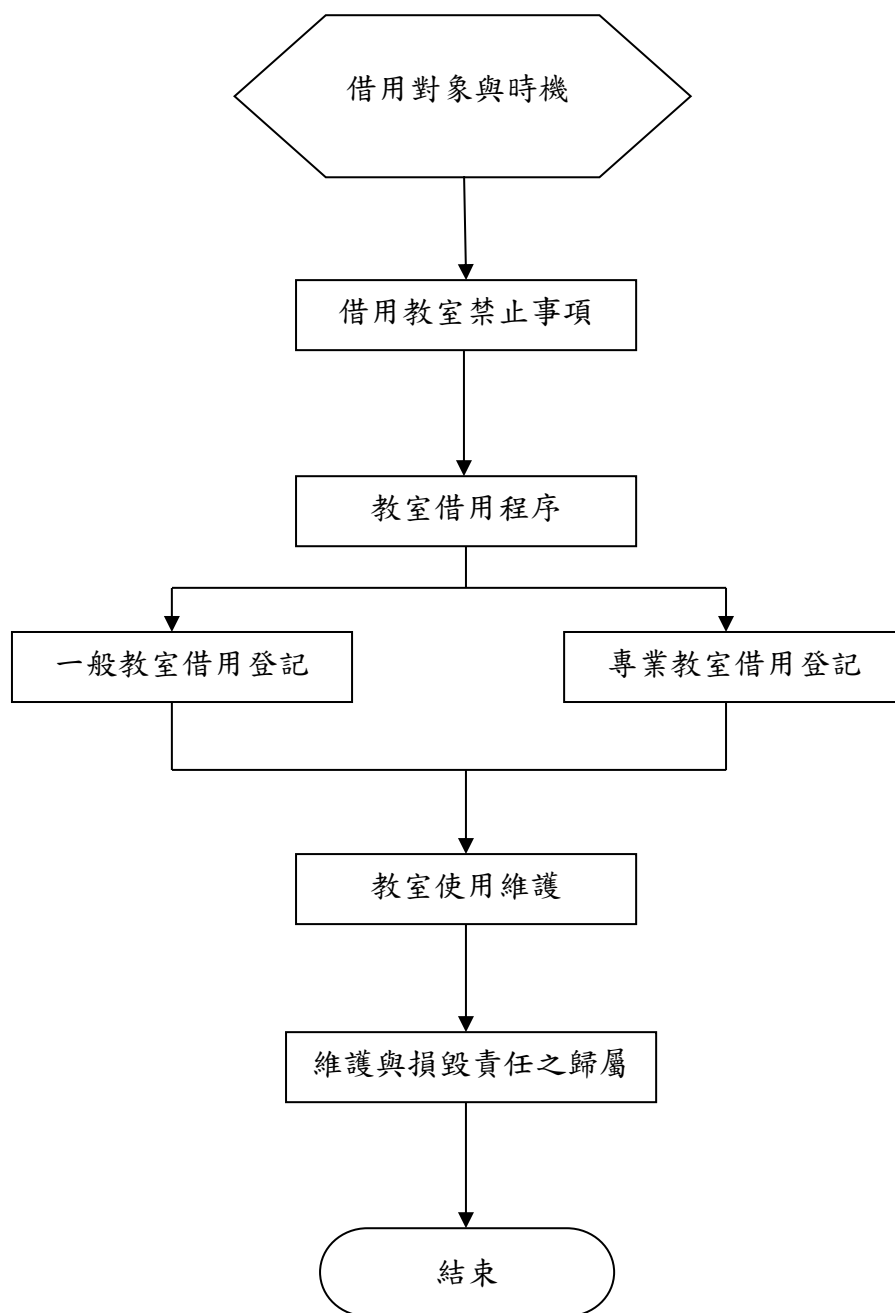 借用對象與時機
借用教室禁止事項
教室借用程序
一般教室借用登記
專業教室借用登記
教室使用維護
維護與損毀責任之歸屬
結束